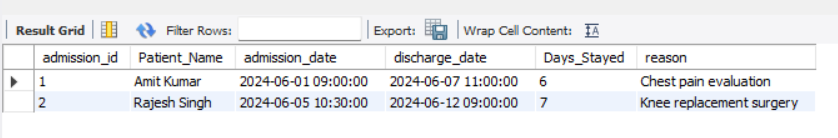 Result Grid Filter Rows: Export: Wrap Cell Content: IA
admission_id Patient_Name admission_date discharge_date Days_Stayed reason
1 Amit Kumar 2024-06-01 09:00:00 2024-06-07 11:00:00 6 Chest pain evaluation
2 Rajesh Singh 2024-06-05 10:30:00 2024-06-12 09:00:00 7 Knee replacement surgery